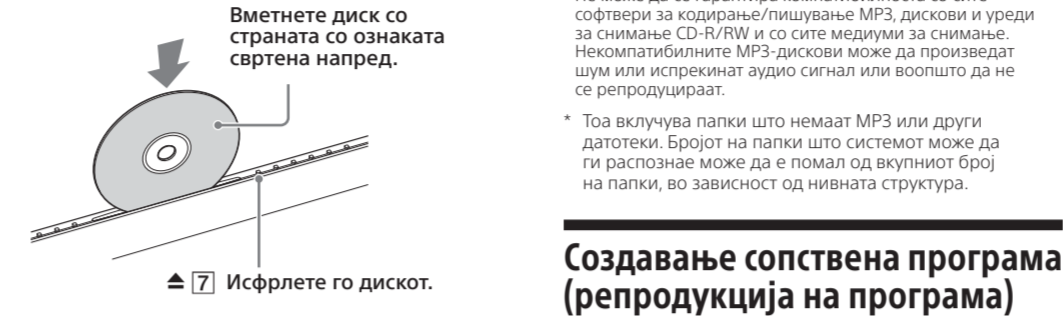 Вметнете диск со
страната со ознаката
свртена напред.
⏏ 7 Исфрлете го дискот.
софтвери за кодирање/пишување MP3, дискови и уреди
за снимање CD-R/RW и со сите медиуми за снимање.
Некомпатибилните MP3-дискови може да произведат
шум или испрекинат аудио сигнал или воопшто да не
се репродуцираат.
* Тоа вклучува папки што немаат MP3 или други
датотеки. Бројот на папки што системот може да
ги распознае може да е помал од вкупниот број
на папки, во зависност од нивната структура.
Создавање сопствена програма
(репродукција на програма)